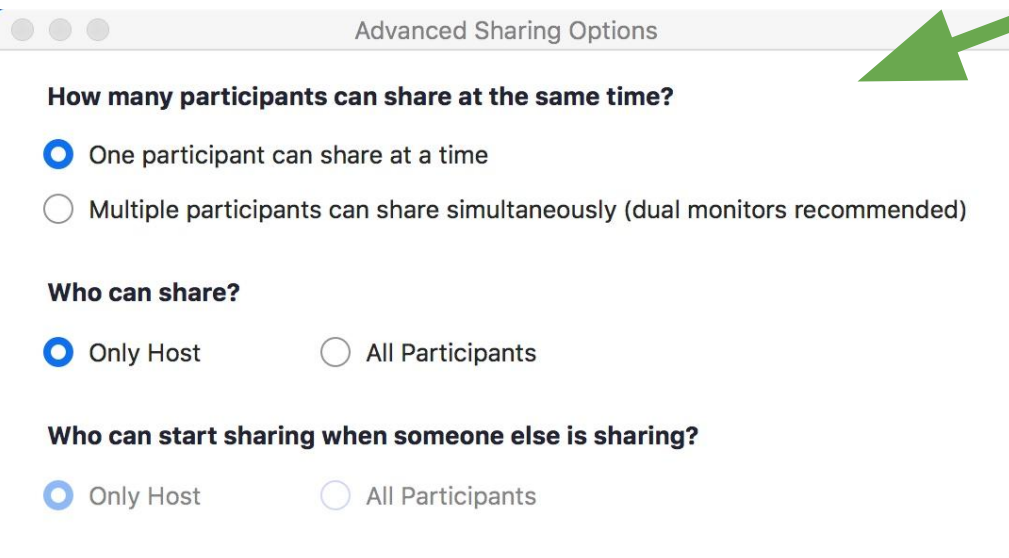 Advanced Sharing Options
How many participants can share at the same time?
One participant can share at a time
Multiple participants can share simultaneously (dual monitors recommended)
Who can share?
Only Host All Participants
Who can start sharing when someone else is sharing?
Only Host All Participants